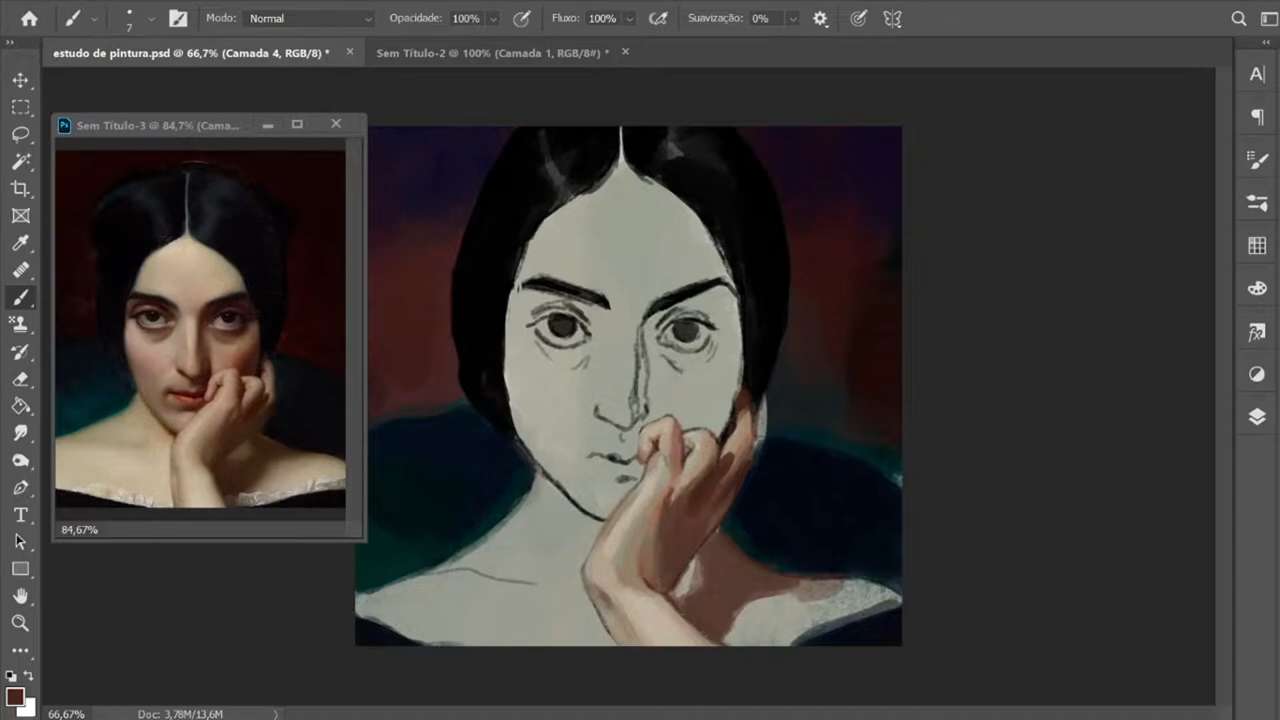 7 Modo: Normal Opacidade: 100% Fluxo: 100% Suavização: 0%
estudo de pintura.psd @ 66,7% (Camada 4, RGB/8) * Sem Título-2 @ 100% (Camada 1, RGB/8#) *
Sem Título-3 @ 84,7% (Cama...
84,67%
66,67% Doc: 3,78M/13,6M